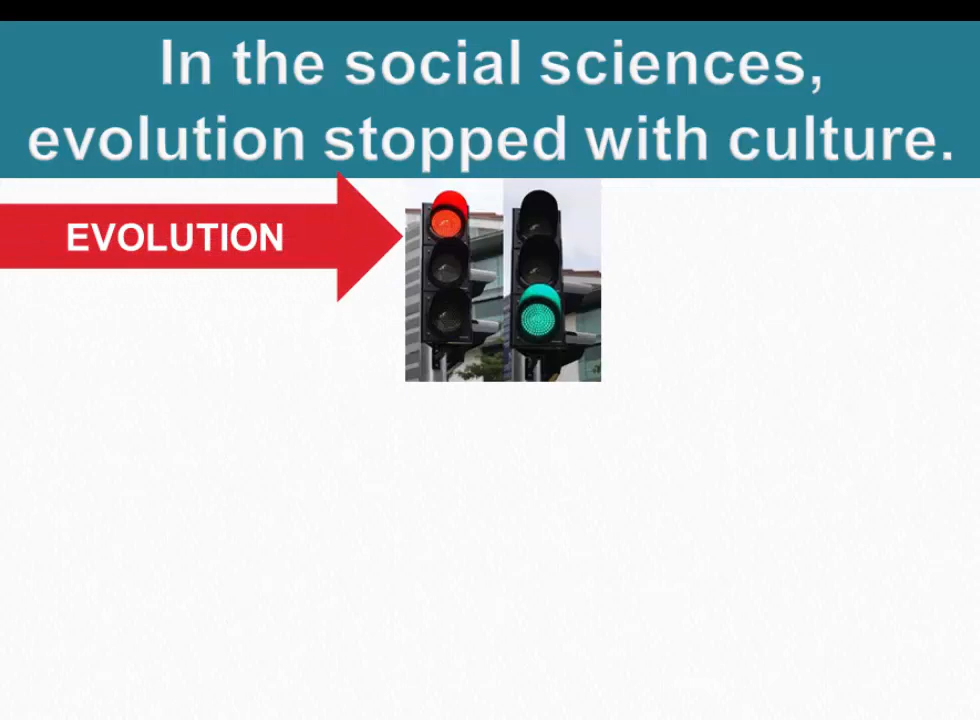 In the social sciences,
evolution stopped with culture.
EVOLUTION